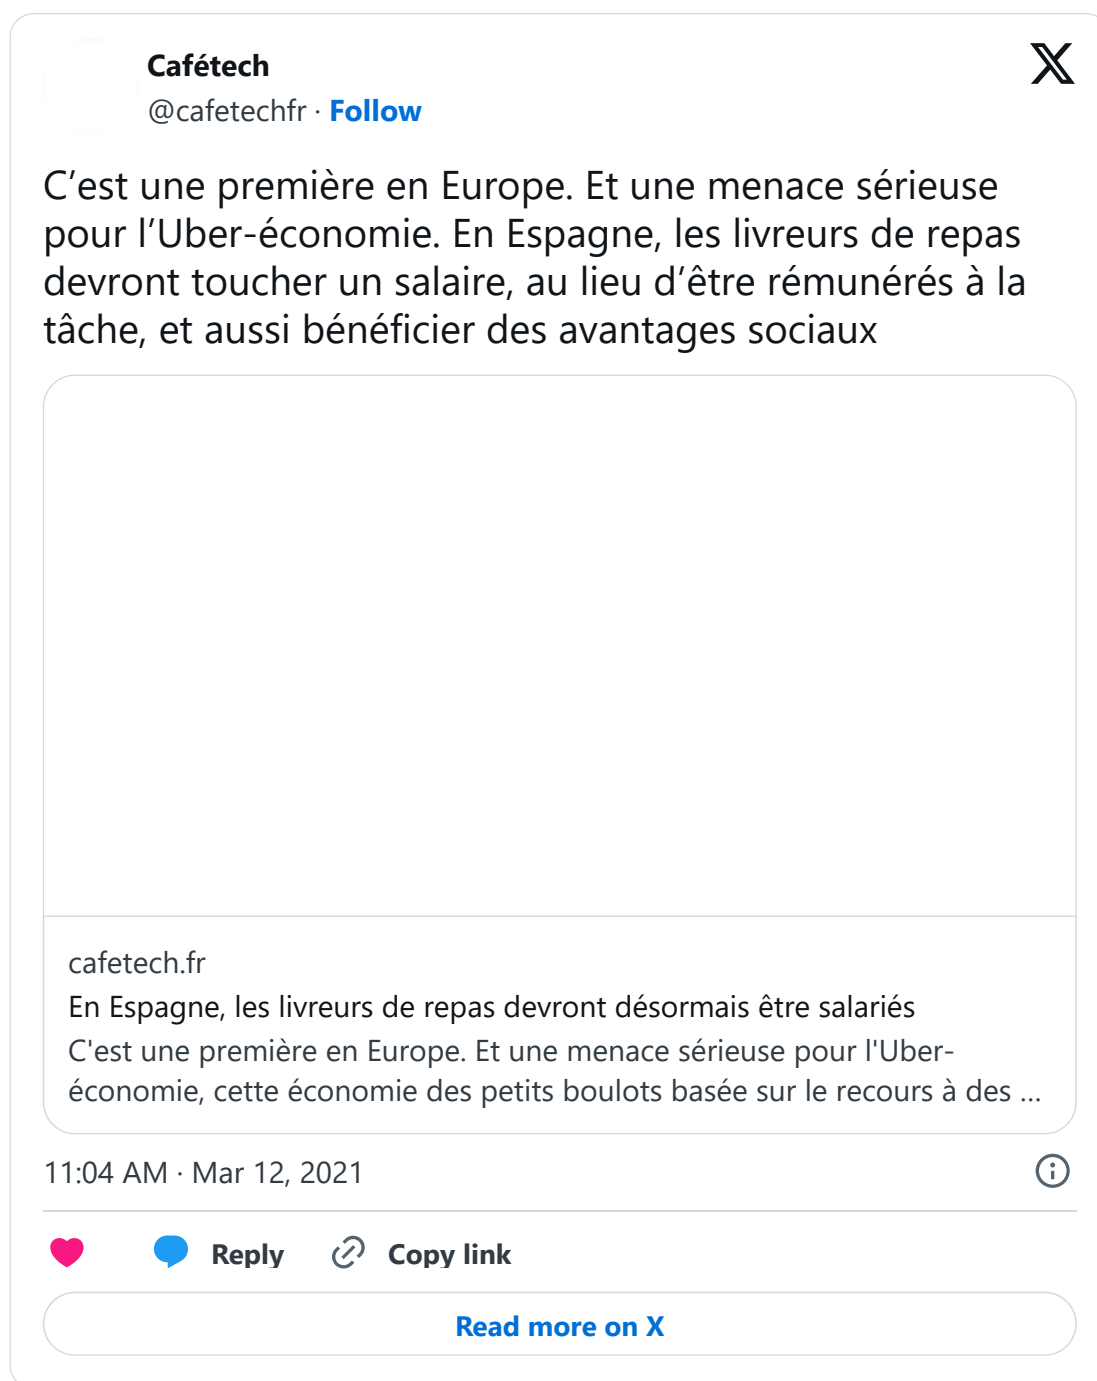 Cafétech
@cafetechfr · Follow
C’est une première en Europe. Et une menace sérieuse
pour l’Uber-économie. En Espagne, les livreurs de repas
devront toucher un salaire, au lieu d’être rémunérés à la
tâche, et aussi bénéficier des avantages sociaux
cafetech.fr
En Espagne, les livreurs de repas devront désormais être salariés
C'est une première en Europe. Et une menace sérieuse pour l'Uber-
économie, cette économie des petits boulots basée sur le recours à des ...
11:04 AM · Mar 12, 2021
Reply Copy link
Read more on X